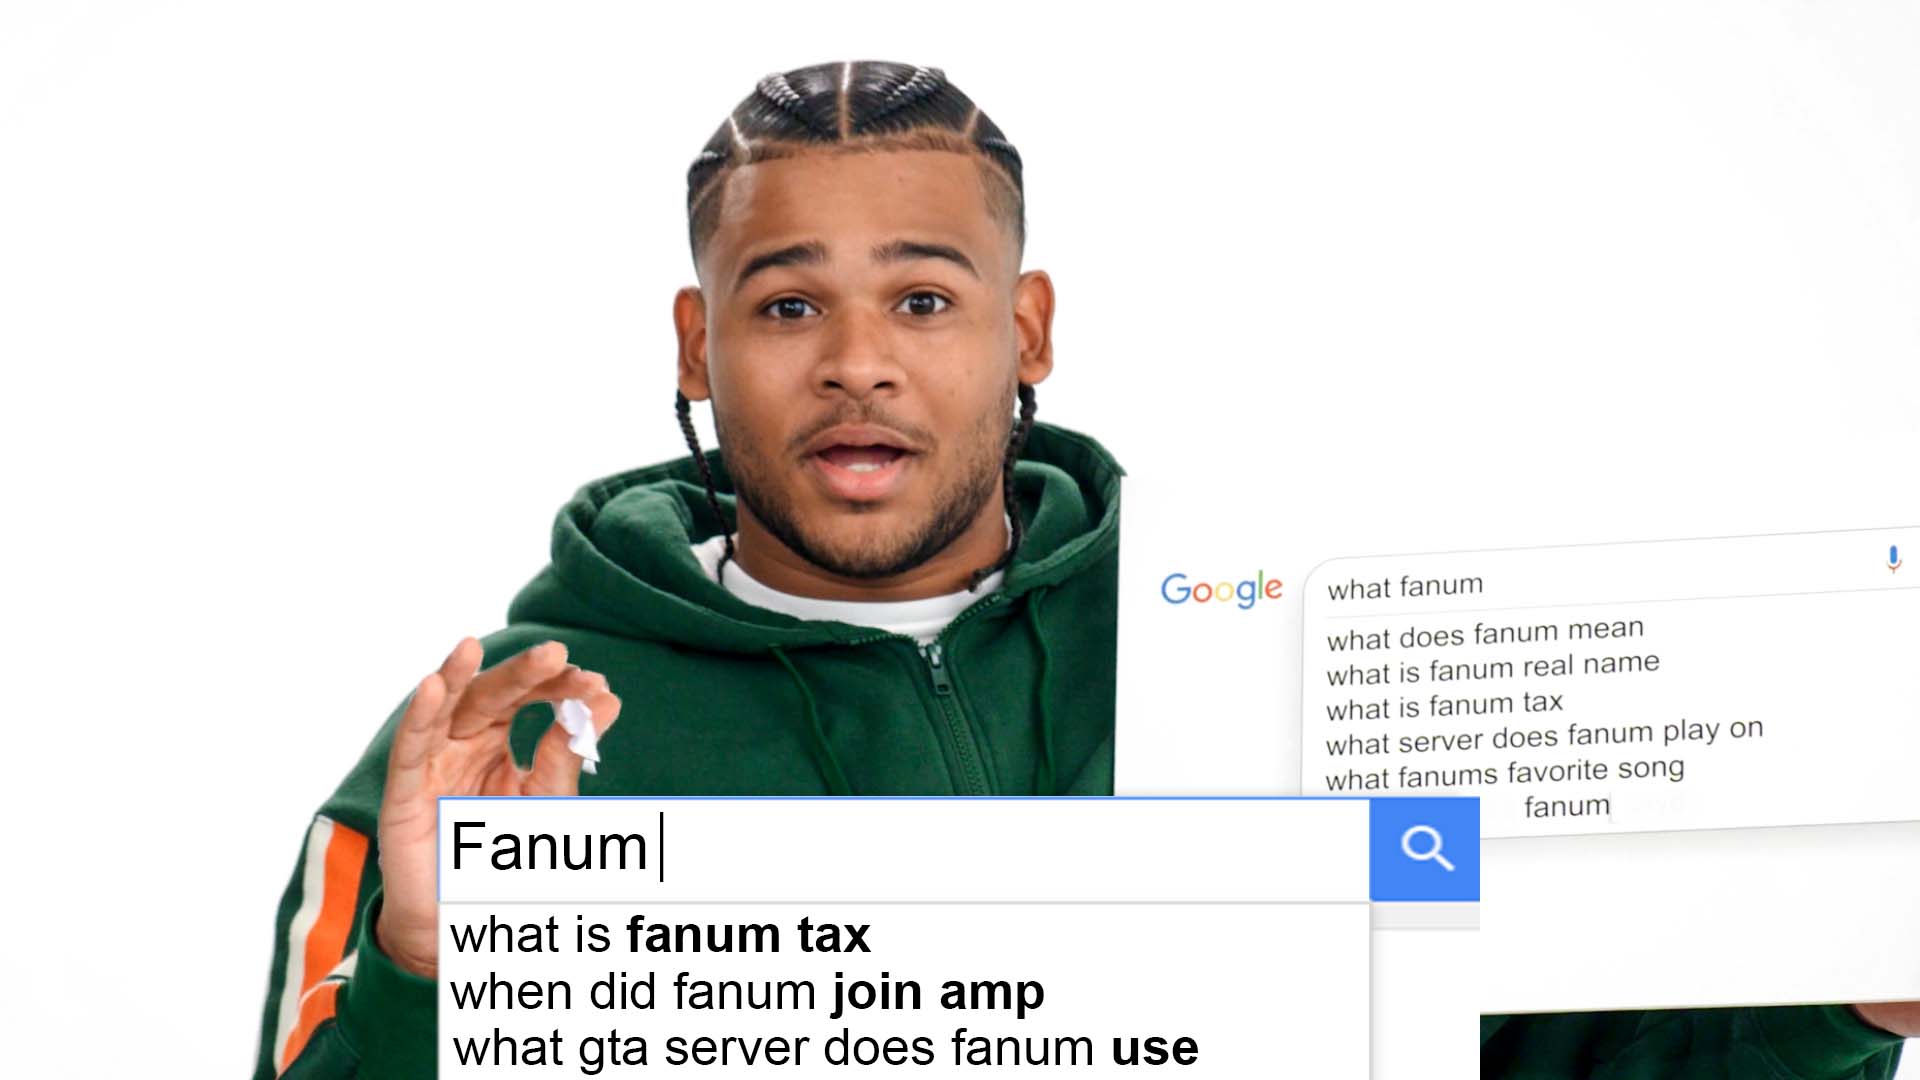 Google
what fanum
what does fanum mean
what is fanum real name
what is fanum tax
what server does fanum play on
what fanums favorite song
fanum
Fanum
what is fanum tax
when did fanum join amp
what gta server does fanum use